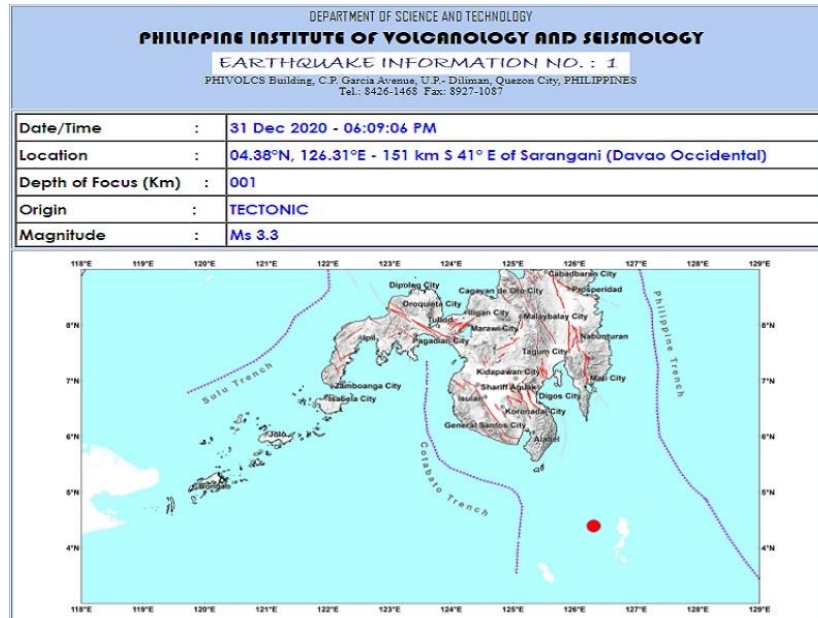 DEPARTMENT OF SCIENCE AND TECHNOLOGY
PHILIPPINE INSTITUTE OF VOLCANOLOGY AND SEISMOLOGY
EARTHQUAKE INFORMATION NO. : 1
PHIVOLCS Building, C.P. Garcia Avenue, U.P.- Diliman, Quezon City, PHILIPPINES
Tel.: 8426-1468 Fax: 8927-1087
Date/Time : 31 Dec 2020 - 06:09:06 PM
Location : 04.38°N, 126.31°E - 151 km S 41° E of Sarangani (Davao Occidental)
Depth of Focus (Km) : 001
Origin : TECTONIC
Magnitude : Ms 3.3
118°E 119°E 120°E 121°E 122°E 123°E 124°E 125°E 126°E 127°E 128°E 129°E
Cabadbaran City
Dipolog City
Cagayan de Oro City
Prosperidad
Oroquieta City
Iligan City
Tubod
Malaybalay City
8°N
Marawi City
8°N
Philippine Trench
Ipil
Pagadian City
Nabunturan
Tagum City
Sulu Trench
Kidapawan City
7°N
Zamboanga City
Shariff Aguak
Mati City
7°N
Isabela City
Isulan
Digos City
Koronadal City
General Santos City
6°N
Jolo
Alabel
6°N
Cotabato Trench
5°N
Bongao
5°N
4°N
4°N
118°E 119°E 120°E 121°E 122°E 123°E 124°E 125°E 126°E 127°E 128°E 129°E